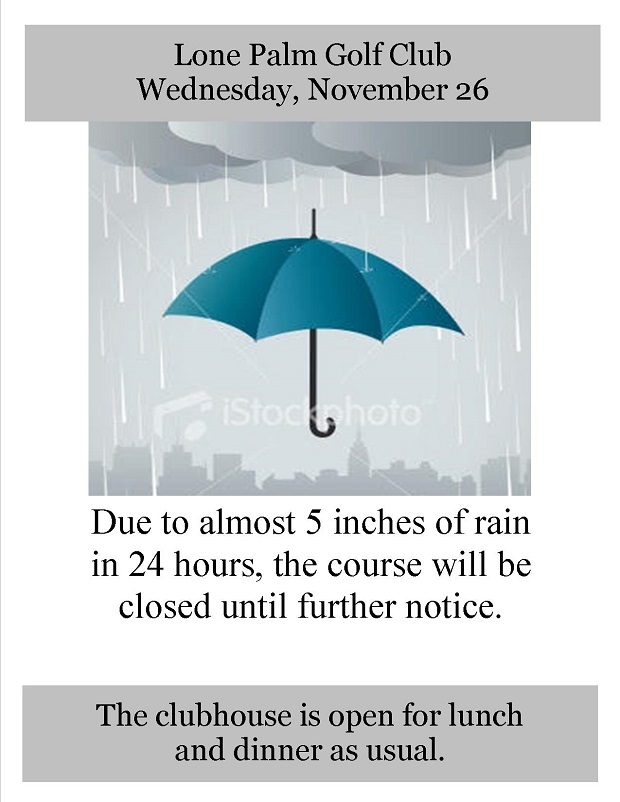 Lone Palm Golf Club
Wednesday, November 26
iStockphoto
Due to almost 5 inches of rain
in 24 hours, the course will be
closed until further notice.
The clubhouse is open for lunch
and dinner as usual.